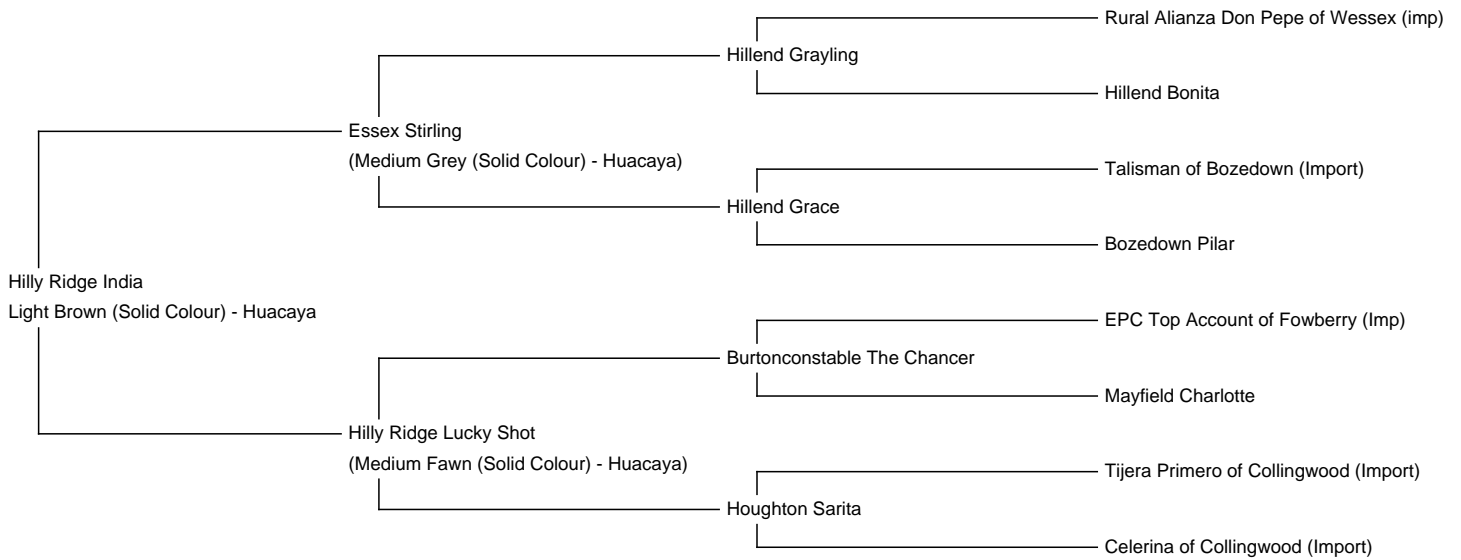 Rural Alianza Don Pepe of Wessex (imp)
Hillend Grayling
Hillend Bonita
Essex Stirling
(Medium Grey (Solid Colour) - Huacaya)
Talisman of Bozedown (Import)
Hillend Grace
Bozedown Pilar
Hilly Ridge India
Light Brown (Solid Colour) - Huacaya
EPC Top Account of Fowberry (Imp)
Burtonconstable The Chancer
Mayfield Charlotte
Hilly Ridge Lucky Shot
(Medium Fawn (Solid Colour) - Huacaya)
Tijera Primero of Collingwood (Import)
Houghton Sarita
Celerina of Collingwood (Import)